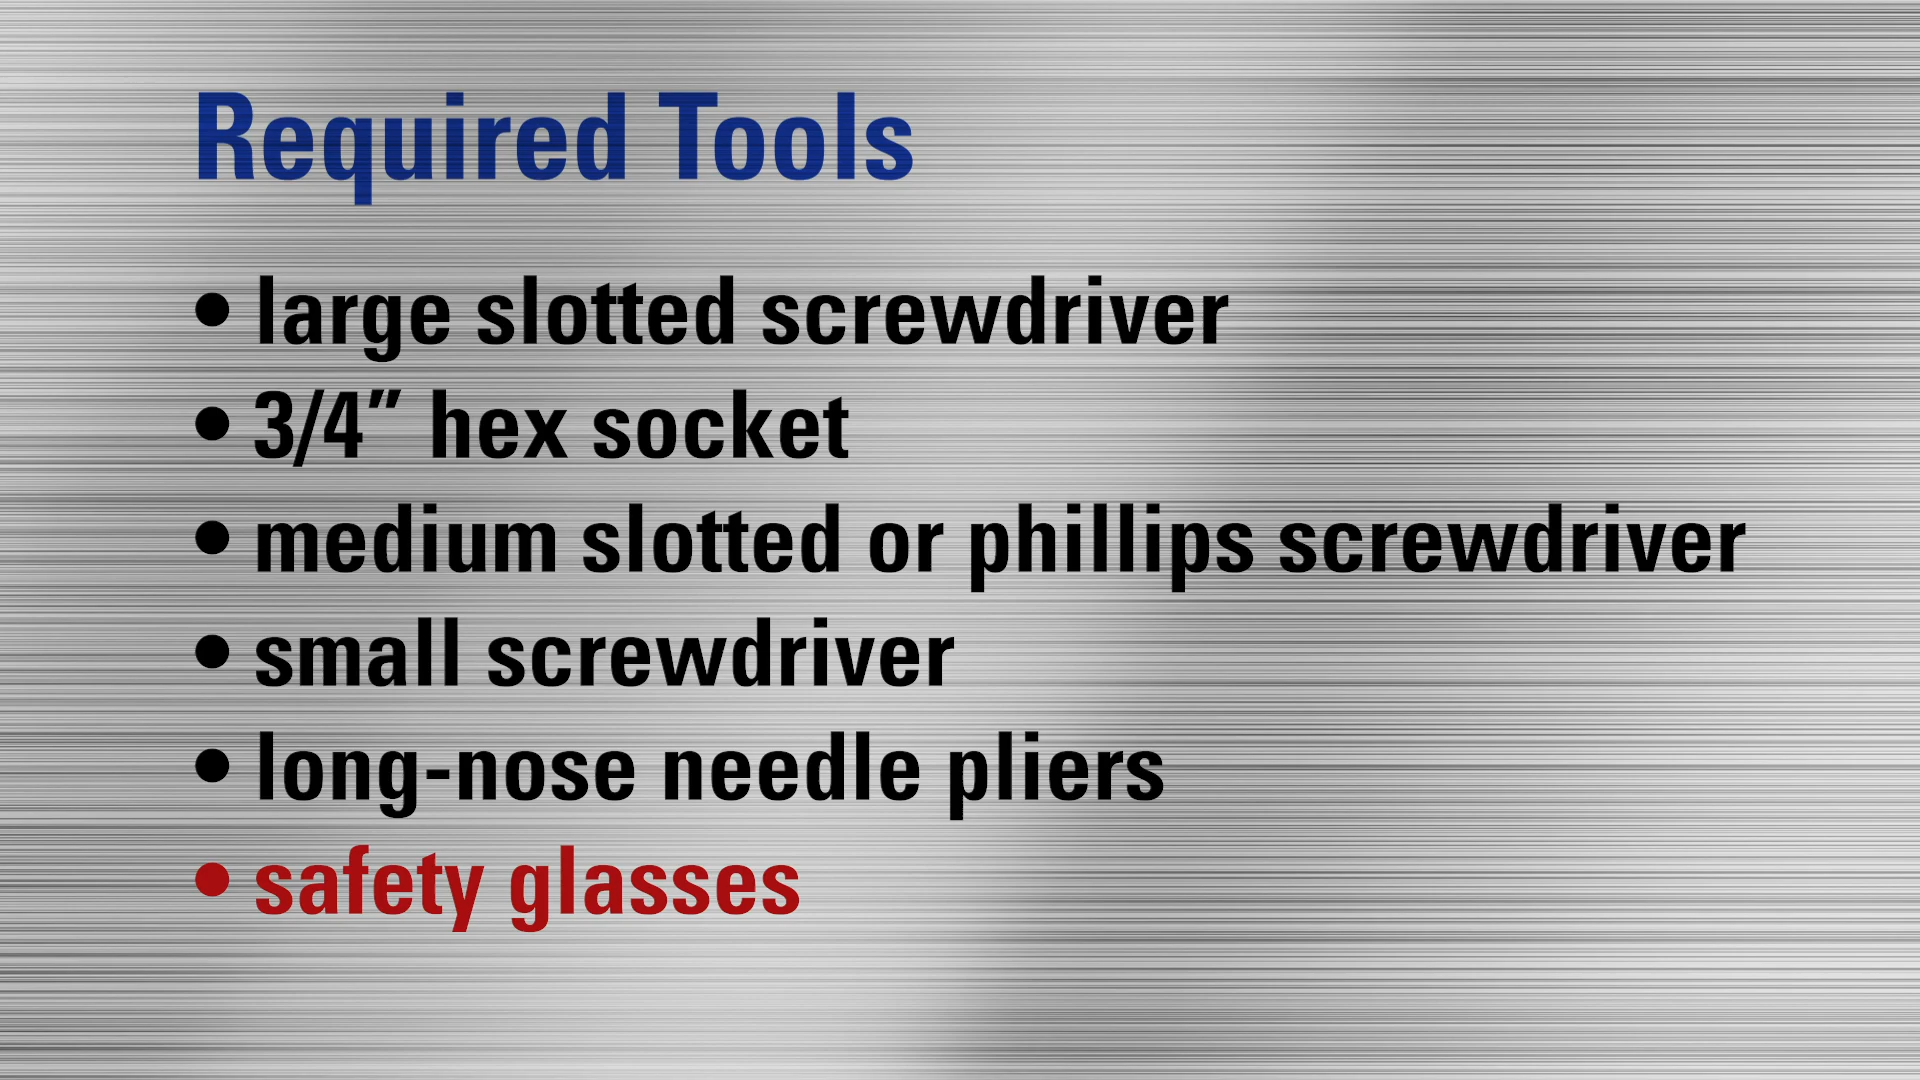 Required Tools
• large slotted screwdriver
• 3/4” hex socket
• medium slotted or phillips screwdriver
• small screwdriver
• long-nose needle pliers
• safety glasses